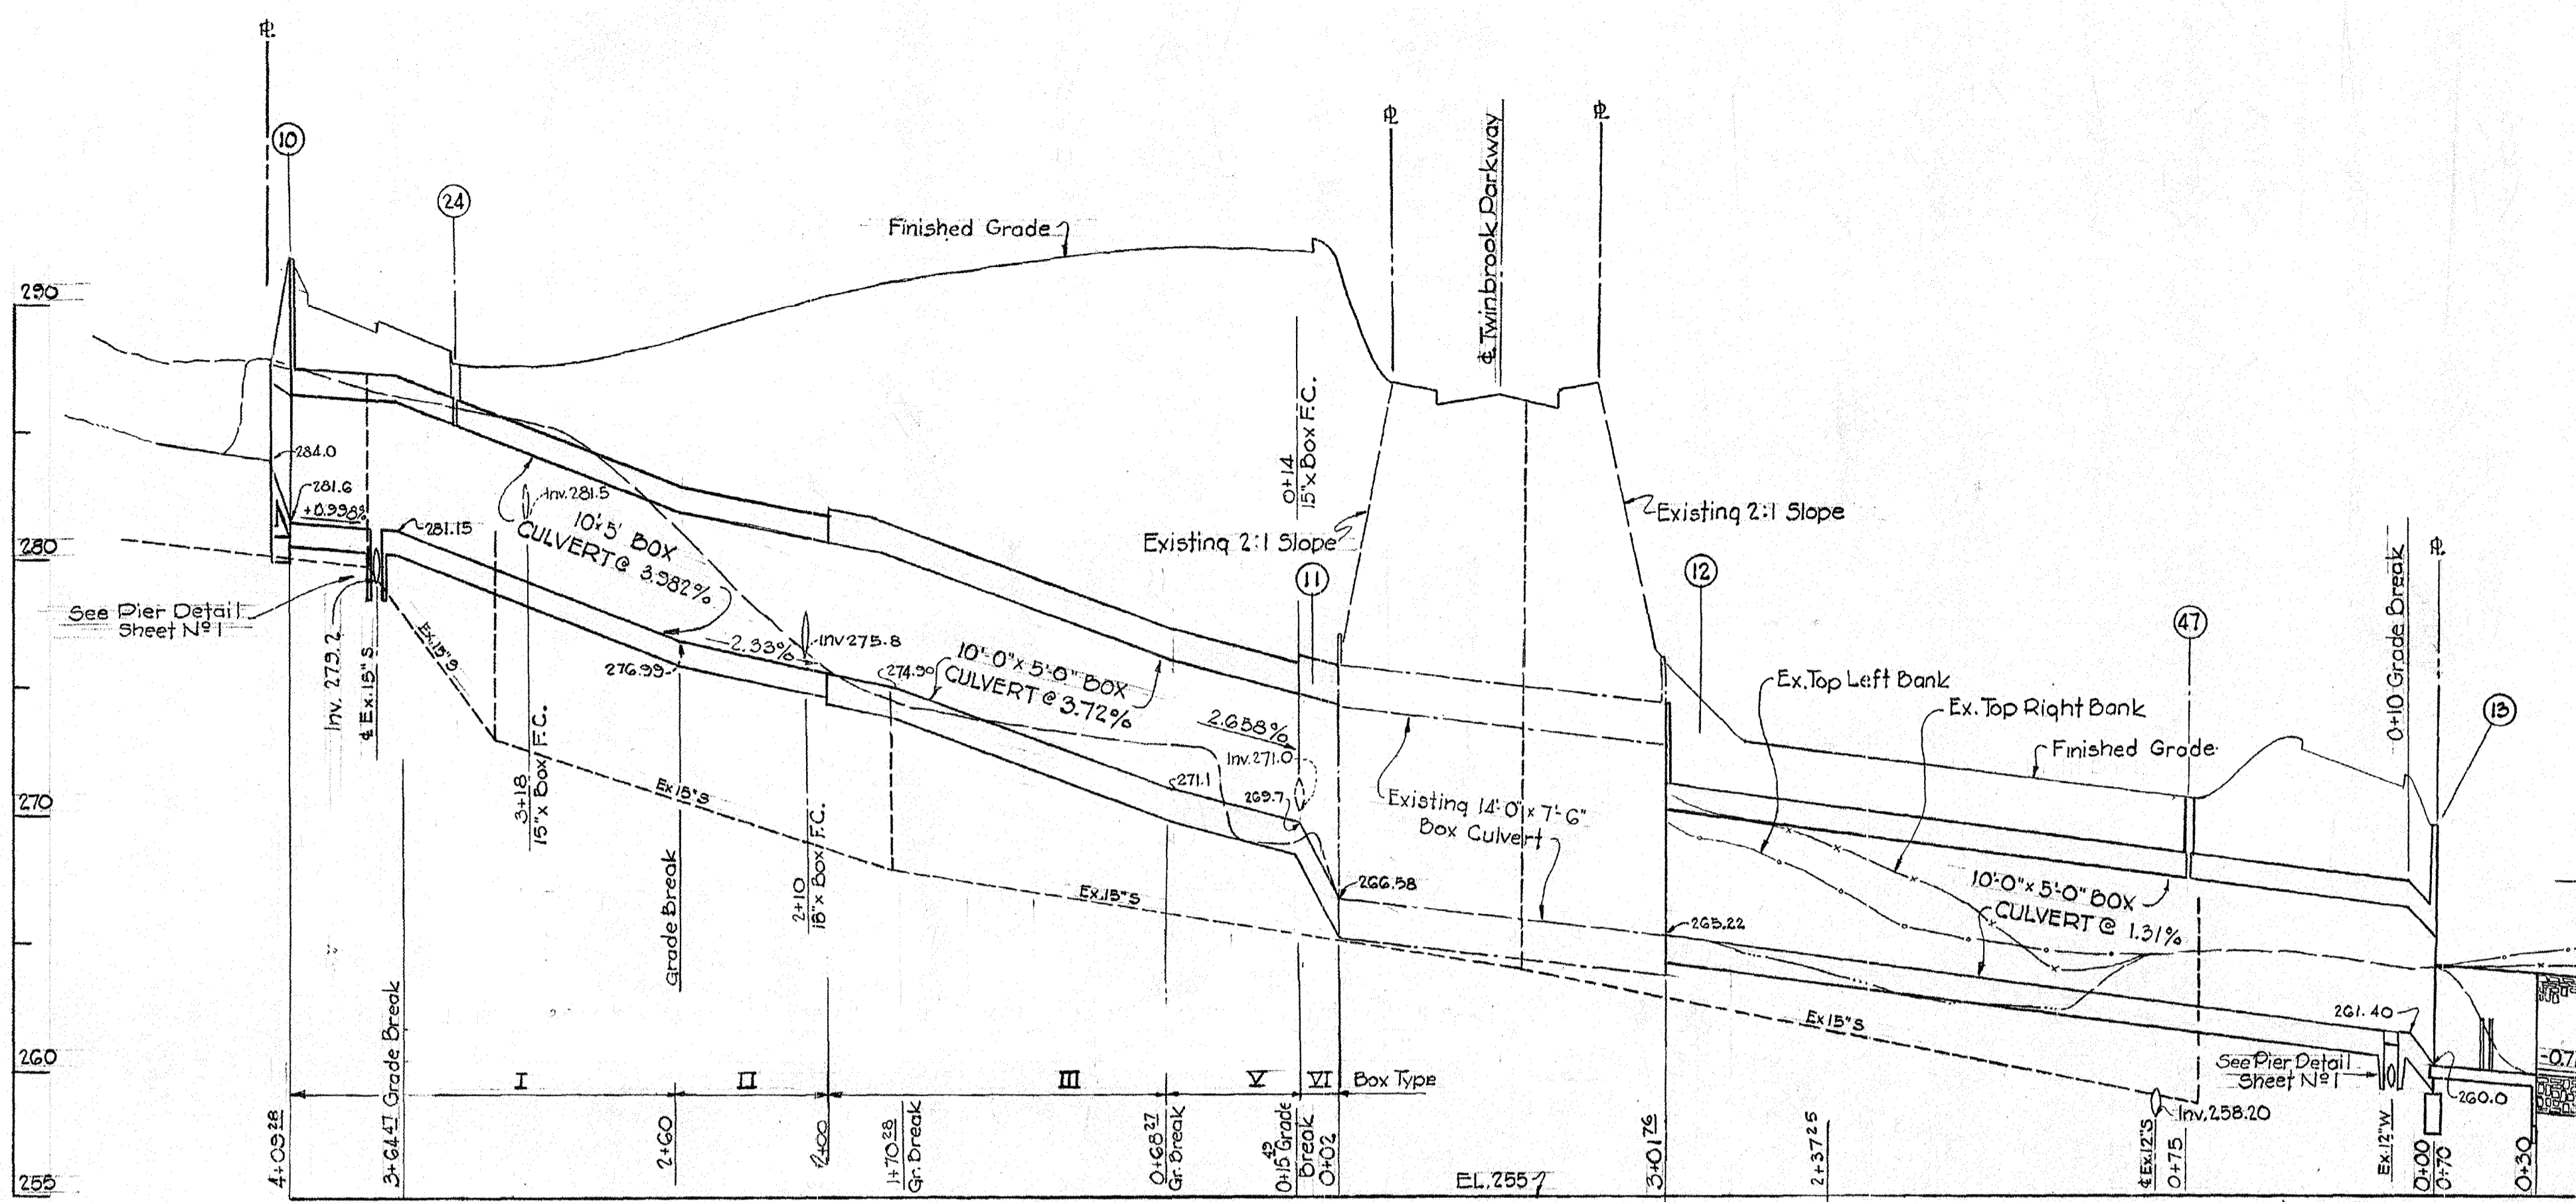 ℄
10
24
Finished Grade
℄
℄ Twinbrook Parkway
℄
290
284.0
281.6
+0.998%
281.15
Inv. 281.5
10'x5' BOX
CULVERT @ 3.982%
0+14
15"x Box F.C.
Existing 2:1 Slope
Existing 2:1 Slope
280
11
12
0+10 Grade Break
See Pier Detail
Sheet Nº 1
Inv. 279.2
℄ Ex. 15" S
Ex. 15" S
276.99
2.33%
Inv 275.8
274.90
10'-0" x 5'-0" BOX
CULVERT @ 3.72%
2.658%
Inv. 271.0
271.1
269.7
47
Ex. Top Left Bank
Ex. Top Right Bank
13
Finished Grade
270
3+18
15"x Box F.C.
Ex 15" S
Grade Break
2+10
18"x Box F.C.
Existing 14'-0" x 7'-6"
Box Culvert
Ex. 15" S
266.58
265.22
10'-0" x 5'-0" BOX
CULVERT @ 1.31%
Ex 15" S
261.40
260
See Pier Detail
Sheet Nº 1
-0.7
I
II
III
V
VI
Box Type
260.0
Inv. 258.20
4+09 28
3+64 47 Grade Break
2+60
2+00
1+70 28
Gr. Break
0+68 27
Gr. Break
0+15 49 Grade
Break
0+02
3+01 76
2+37 25
℄ Ex. 12" S
0+75
Ex. 12" W
0+00
0+70
0+30
255
EL. 255